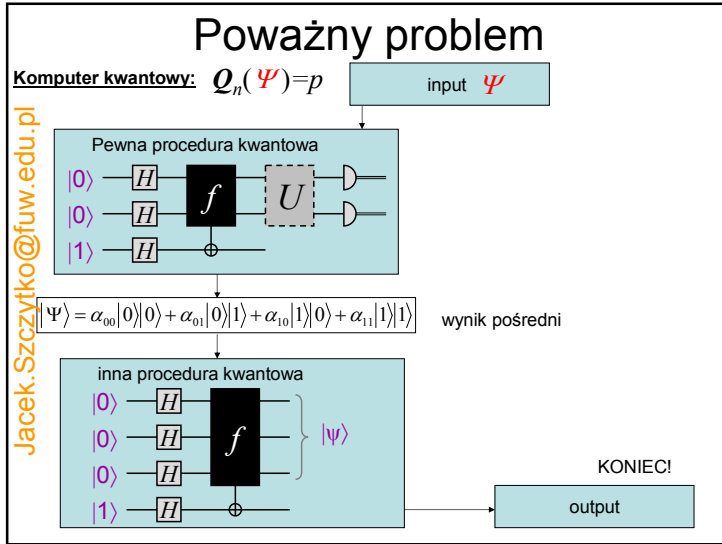 Poważny problem
Komputer kwantowy: Qₙ(Ψ)=p
input Ψ
Jacek.Szczytko@fuw.edu.pl
Pewna procedura kwantowa
|0⟩ H
|0⟩ H
|1⟩ H
f
U
|Ψ⟩ = α₀₀|0⟩|0⟩ + α₀₁|0⟩|1⟩ + α₁₀|1⟩|0⟩ + α₁₁|1⟩|1⟩
wynik pośredni
inna procedura kwantowa
|0⟩ H
|0⟩ H
|0⟩ H
|1⟩ H
f
|ψ⟩
KONIEC!
output